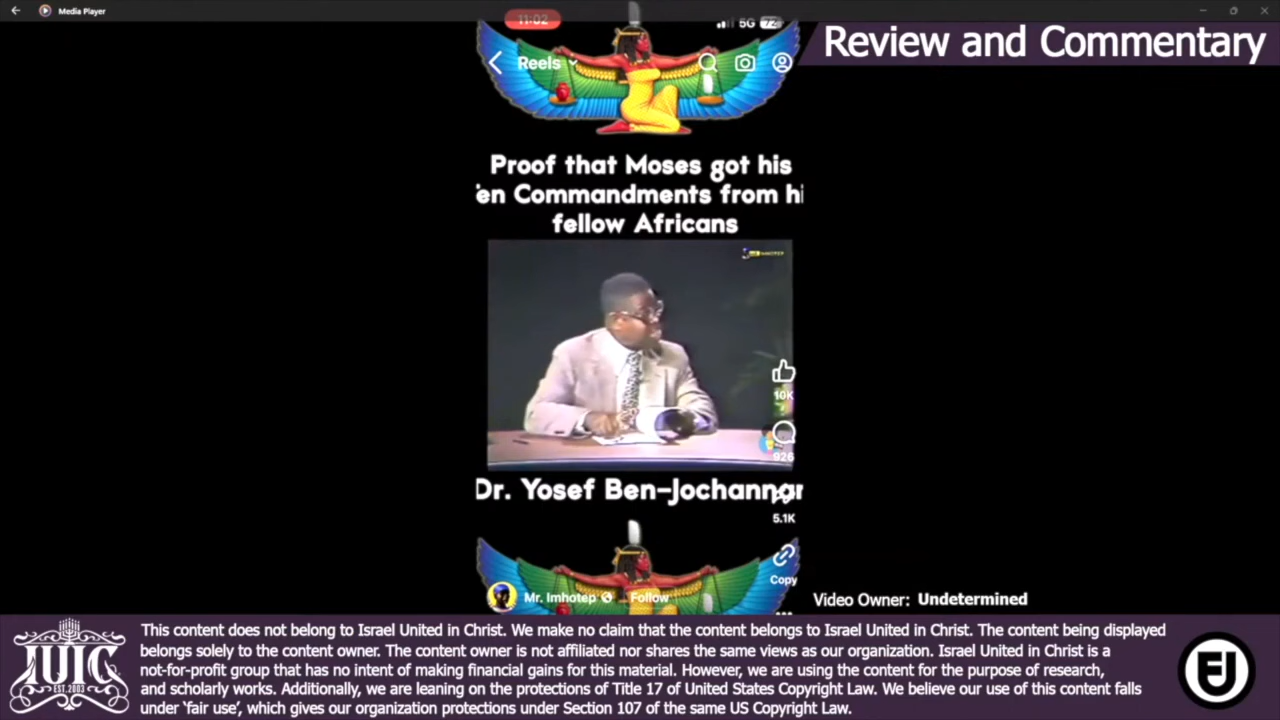 Media Player
Review and Commentary
11:02
5G
72
Reels
Proof that Moses got his
Ten Commandments from hi
fellow Africans
10K
926
Dr. Yosef Ben-Jochannan
5.1K
Copy
Mr. Imhotep
Follow
Video Owner: Undetermined
IUIC
EST. 2003
This content does not belong to Israel United in Christ. We make no claim that the content belongs to Israel United in Christ. The content being displayed
belongs solely to the content owner. The content owner is not affiliated nor shares the same views as our organization. Israel United in Christ is a
not-for-profit group that has no intent of making financial gains for this material. However, we are using the content for the purpose of research,
and scholarly works. Additionally, we are leaning on the protections of Title 17 of United States Copyright Law. We believe our use of this content falls
under 'fair use', which gives our organization protections under Section 107 of the same US Copyright Law.